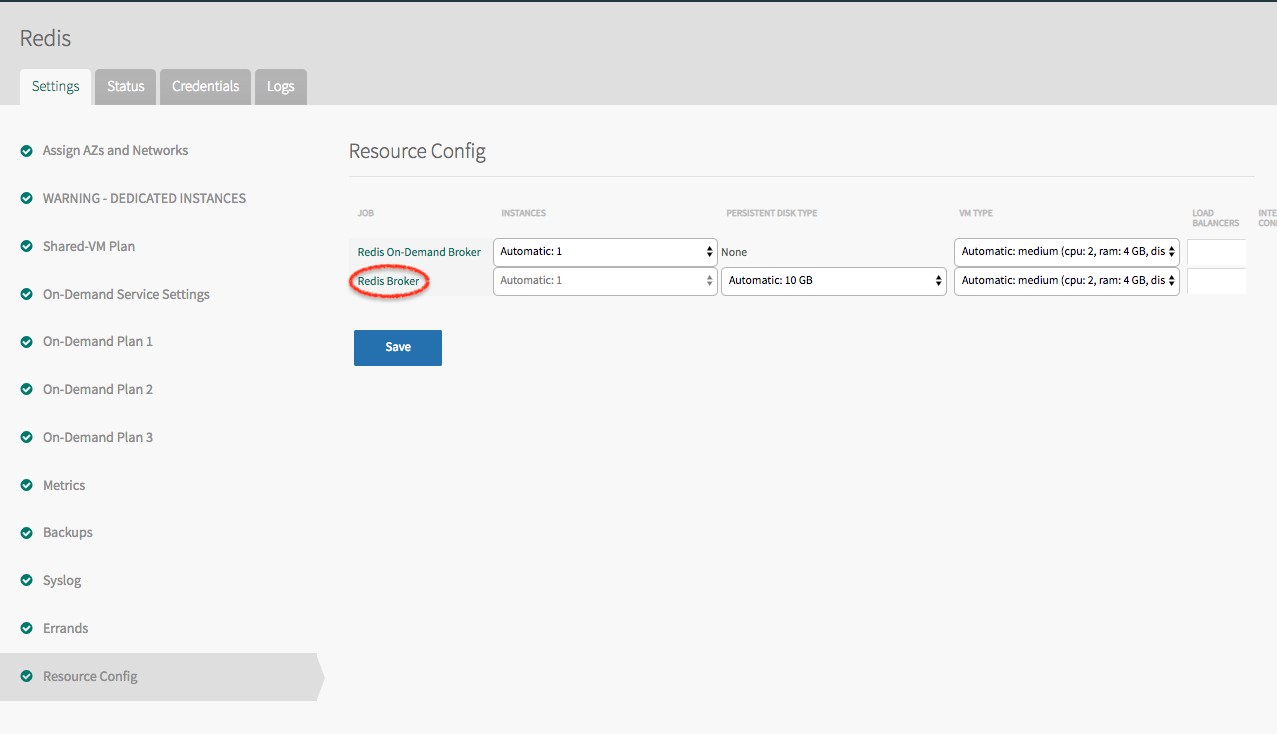 Redis
Settings
Status
Credentials
Logs
Assign AZs and Networks
WARNING - DEDICATED INSTANCES
Shared-VM Plan
On-Demand Service Settings
On-Demand Plan 1
On-Demand Plan 2
On-Demand Plan 3
Metrics
Backups
Syslog
Errands
Resource Config
Resource Config
JOB
INSTANCES
PERSISTENT DISK TYPE
VM TYPE
LOAD
BALANCERS
INTE
CONN
Redis On-Demand Broker
Automatic: 1
None
Automatic: medium (cpu: 2, ram: 4 GB, dis
Redis Broker
Automatic: 1
Automatic: 10 GB
Automatic: medium (cpu: 2, ram: 4 GB, dis
Save